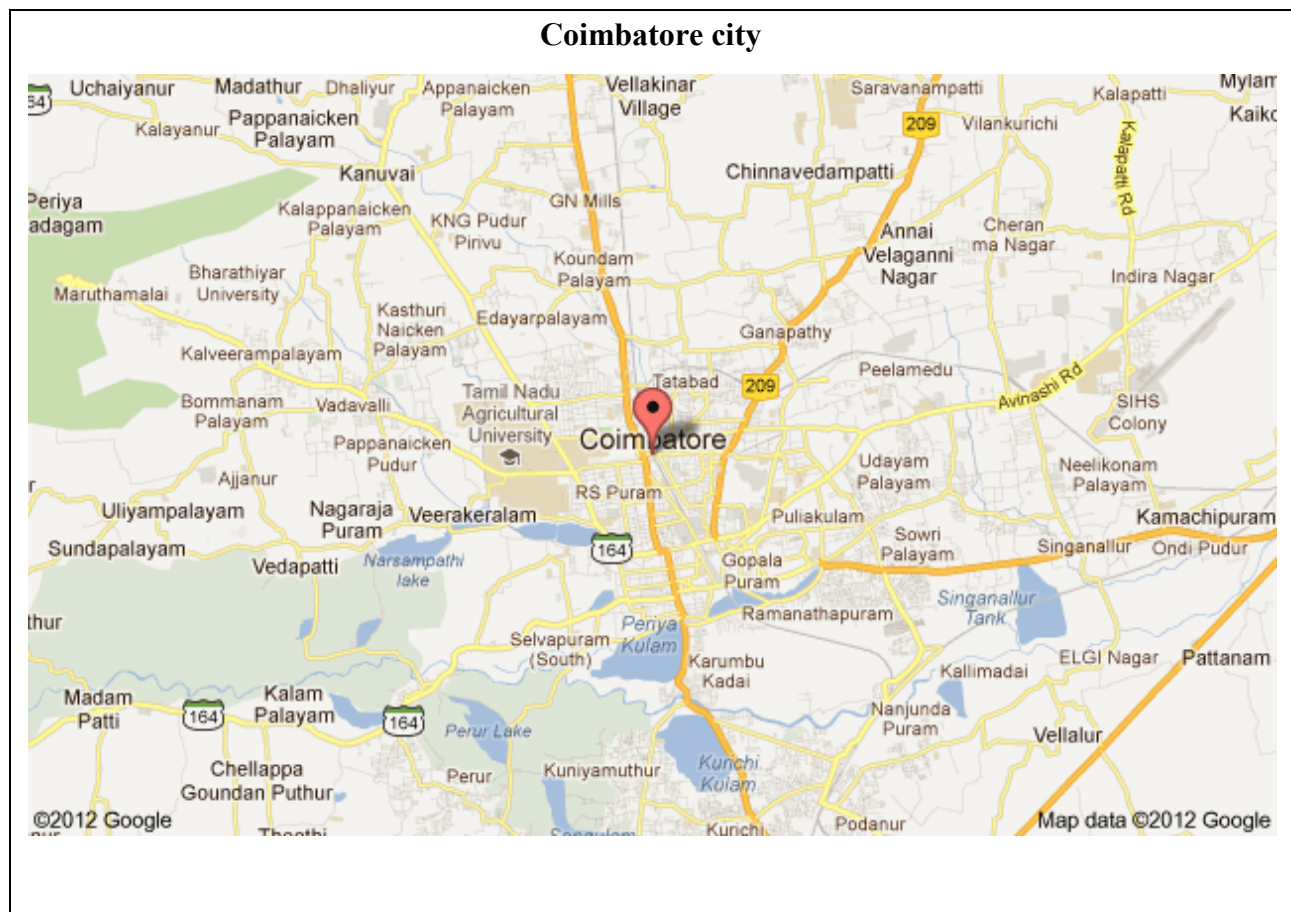 Coimbatore city
64
Uchaiyanur
Madathur
Dhaliyur
Appanaicken
Palayam
Vellakinar
Village
Saravanampatti
Kalapatti
Mylam
Kaiko
Kalayanur
Pappanaicken
Palayam
209
Vilankurichi
Kalapatti Rd
Kanuvai
Chinnavedampatti
Periya
adagam
Kalappanaicken
Palayam
KNG Pudur
Pirivu
GN Mills
Annai
Velaganni
Nagar
Cheran
ma Nagar
Bharathiyar
University
Koundam
Palayam
Indira Nagar
Maruthamalai
Kasthuri
Naicken
Palayam
Edayarpalayam
Ganapathy
Kalveerampalayam
Peelamedu
Tamil Nadu
Agricultural
University
Tatabad
209
Avinashi Rd
Bommanam
Palayam
Vadavalli
SIHS
Colony
Coimbatore
Pappanaicken
Pudur
Udayam
Palayam
Neelikonam
Palayam
Ajjanur
RS Puram
Uliyampalayam
Nagaraja
Puram
Veerakeralam
Puliakulam
Kamachipuram
Sundapalayam
164
Sowri
Palayam
Singanallur
Ondi Pudur
Vedapatti
Narsampathi
lake
Gopala
Puram
Singanallur
Tank
thur
Periya
Kulam
Ramanathapuram
Selvapuram
(South)
Karumbu
Kadai
Kallimadai
ELGI Nagar
Pattanam
Madam
Patti
164
Kalam
Palayam
164
Perur Lake
Nanjunda
Puram
Vellalur
Chellappa
Goundan Puthur
Perur
Kuniyamuthur
Kurichi
Kulam
©2012 Google
Kurichi
Podanur
Map data ©2012 Google